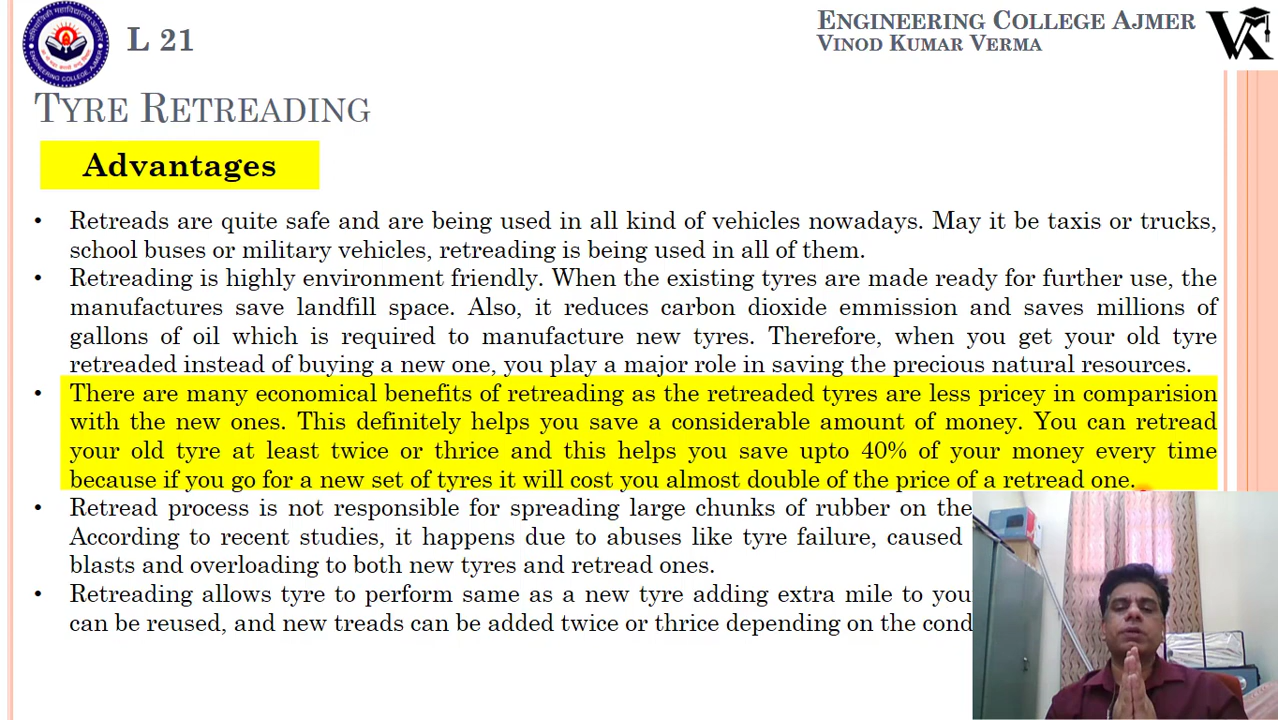 L 21
ENGINEERING COLLEGE AJMER
VINOD KUMAR VERMA
TYRE RETREADING
Advantages
• Retreads are quite safe and are being used in all kind of vehicles nowadays. May it be taxis or trucks,
school buses or military vehicles, retreading is being used in all of them.
• Retreading is highly environment friendly. When the existing tyres are made ready for further use, the
manufactures save landfill space. Also, it reduces carbon dioxide emmission and saves millions of
gallons of oil which is required to manufacture new tyres. Therefore, when you get your old tyre
retreaded instead of buying a new one, you play a major role in saving the precious natural resources.
• There are many economical benefits of retreading as the retreaded tyres are less pricey in comparision
with the new ones. This definitely helps you save a considerable amount of money. You can retread
your old tyre at least twice or thrice and this helps you save upto 40% of your money every time
because if you go for a new set of tyres it will cost you almost double of the price of a retread one.
• Retread process is not responsible for spreading large chunks of rubber on the
According to recent studies, it happens due to abuses like tyre failure, caused
blasts and overloading to both new tyres and retread ones.
• Retreading allows tyre to perform same as a new tyre adding extra mile to you
can be reused, and new treads can be added twice or thrice depending on the cond